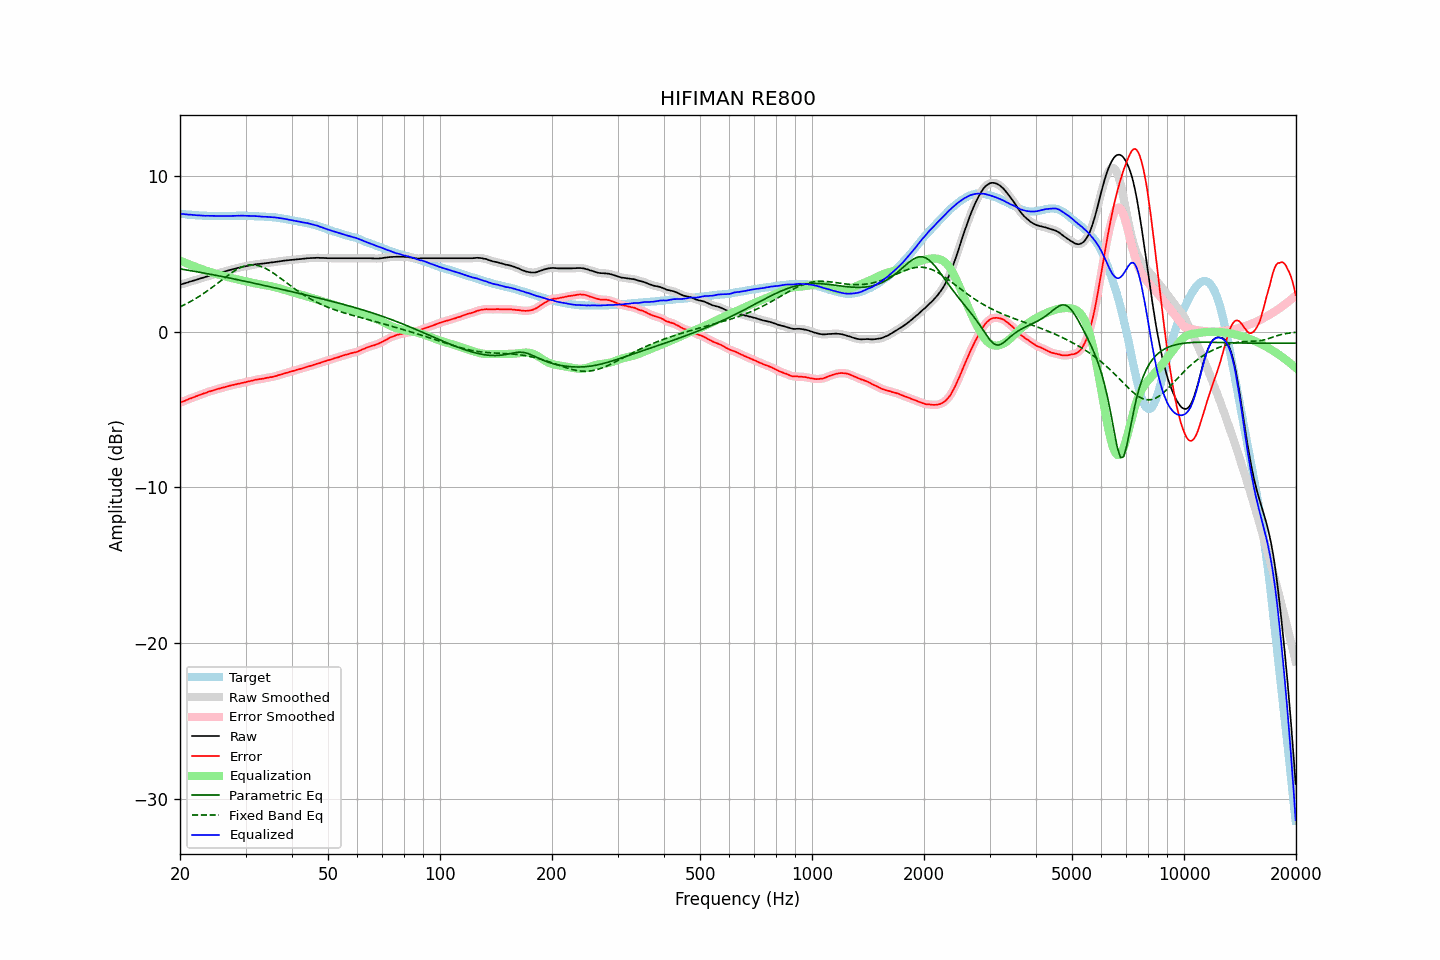 HIFIMAN RE800
Amplitude (dBr)
10
0
−10
−20
−30
Target
Raw Smoothed
Error Smoothed
Raw
Error
Equalization
Parametric Eq
Fixed Band Eq
Equalized
20 50 100 200 500 1000 2000 5000 10000 20000
Frequency (Hz)